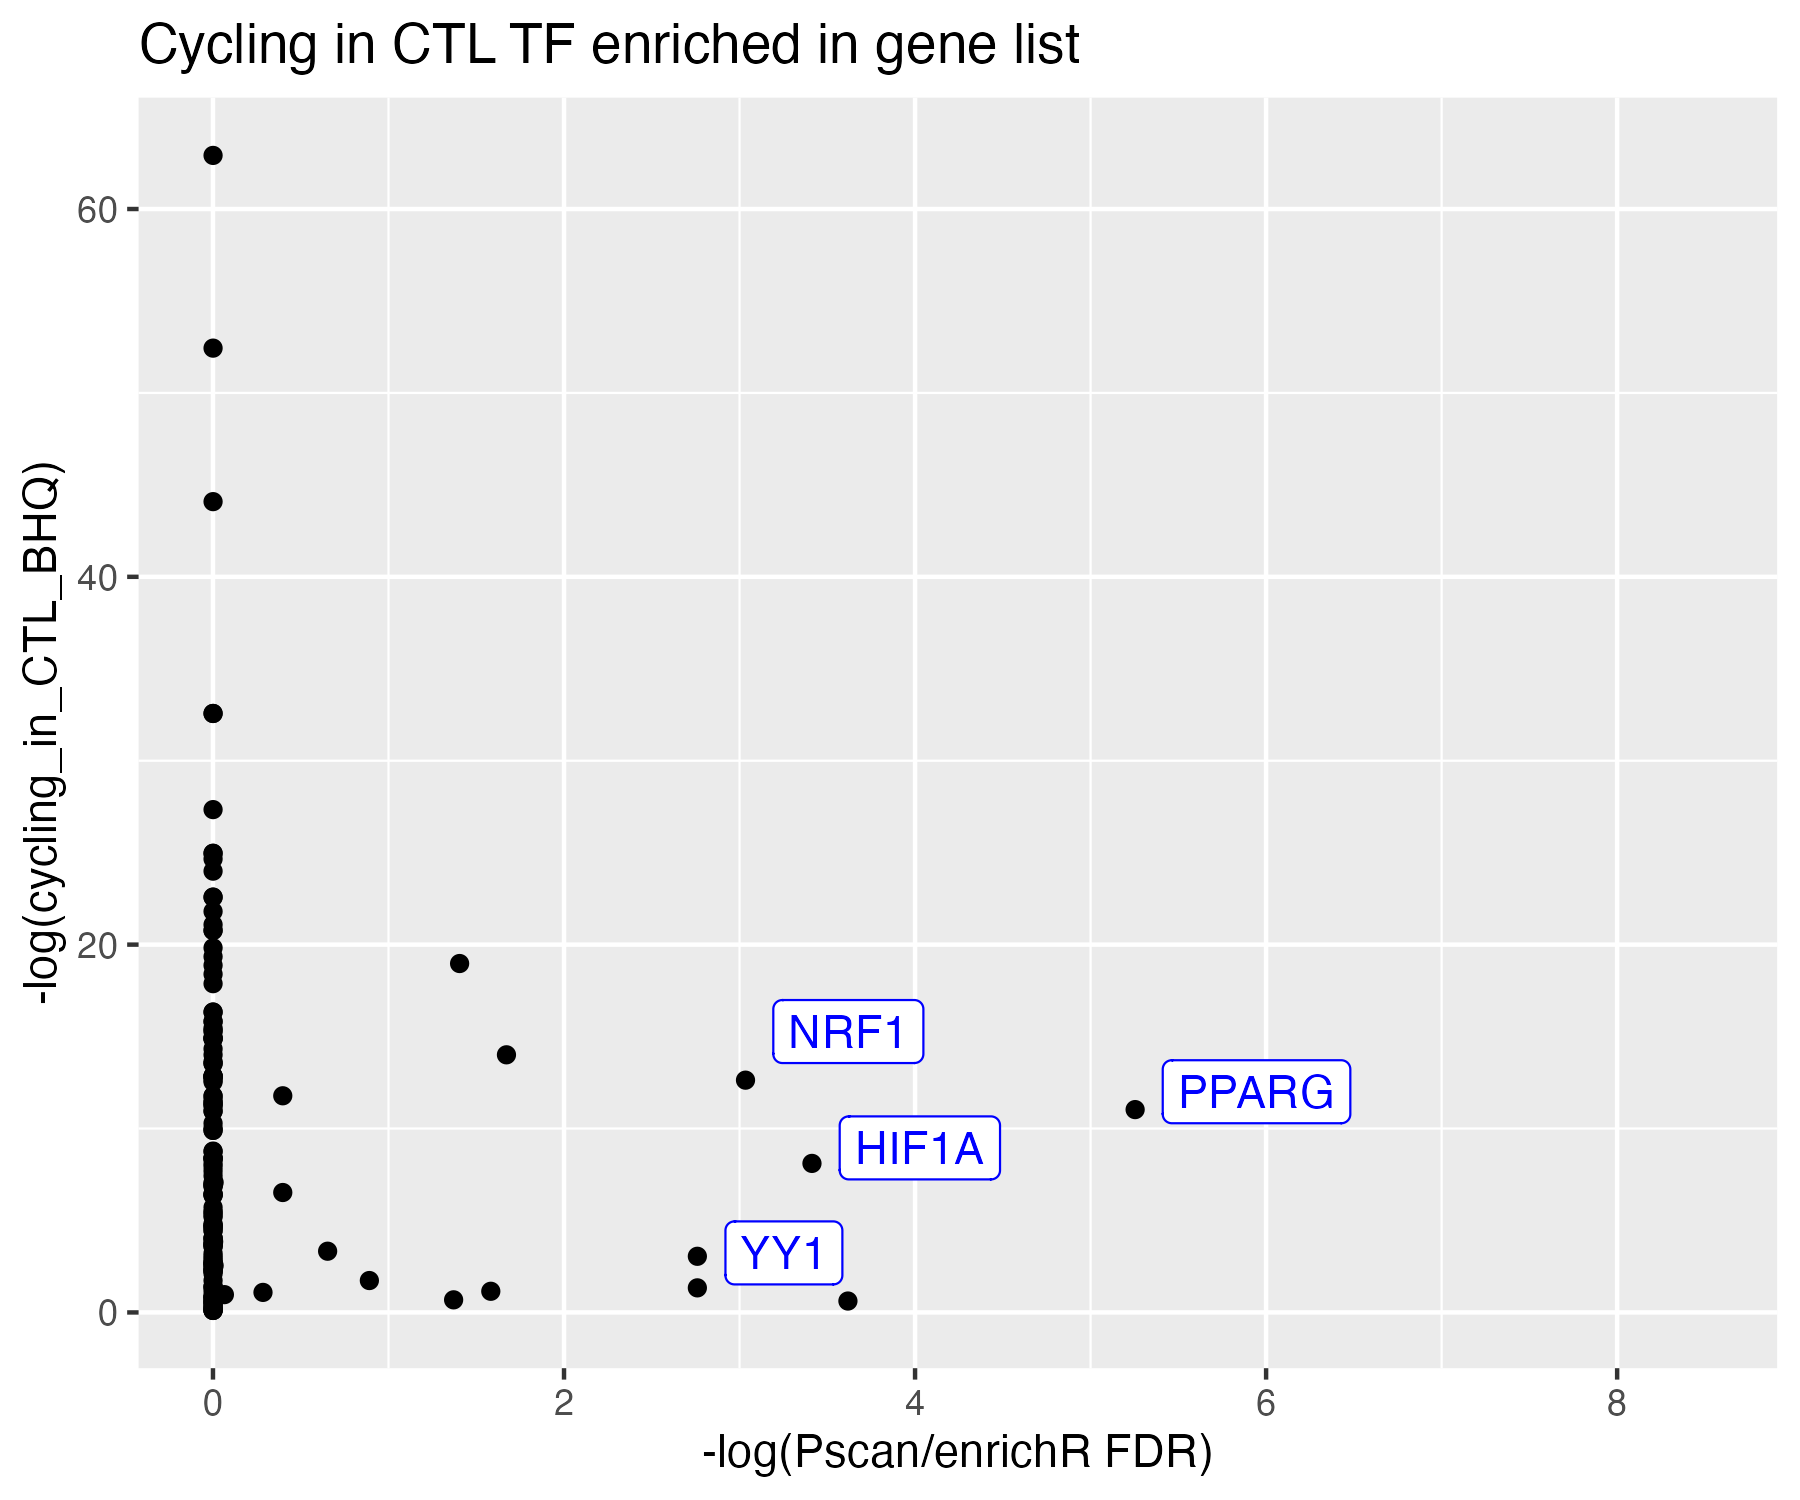 Cycling in CTL TF enriched in gene list
-log(cycling_in_CTL_BHQ)
60
40
20
0
NRF1
PPARG
HIF1A
YY1
0 2 4 6 8
-log(Pscan/enrichR FDR)